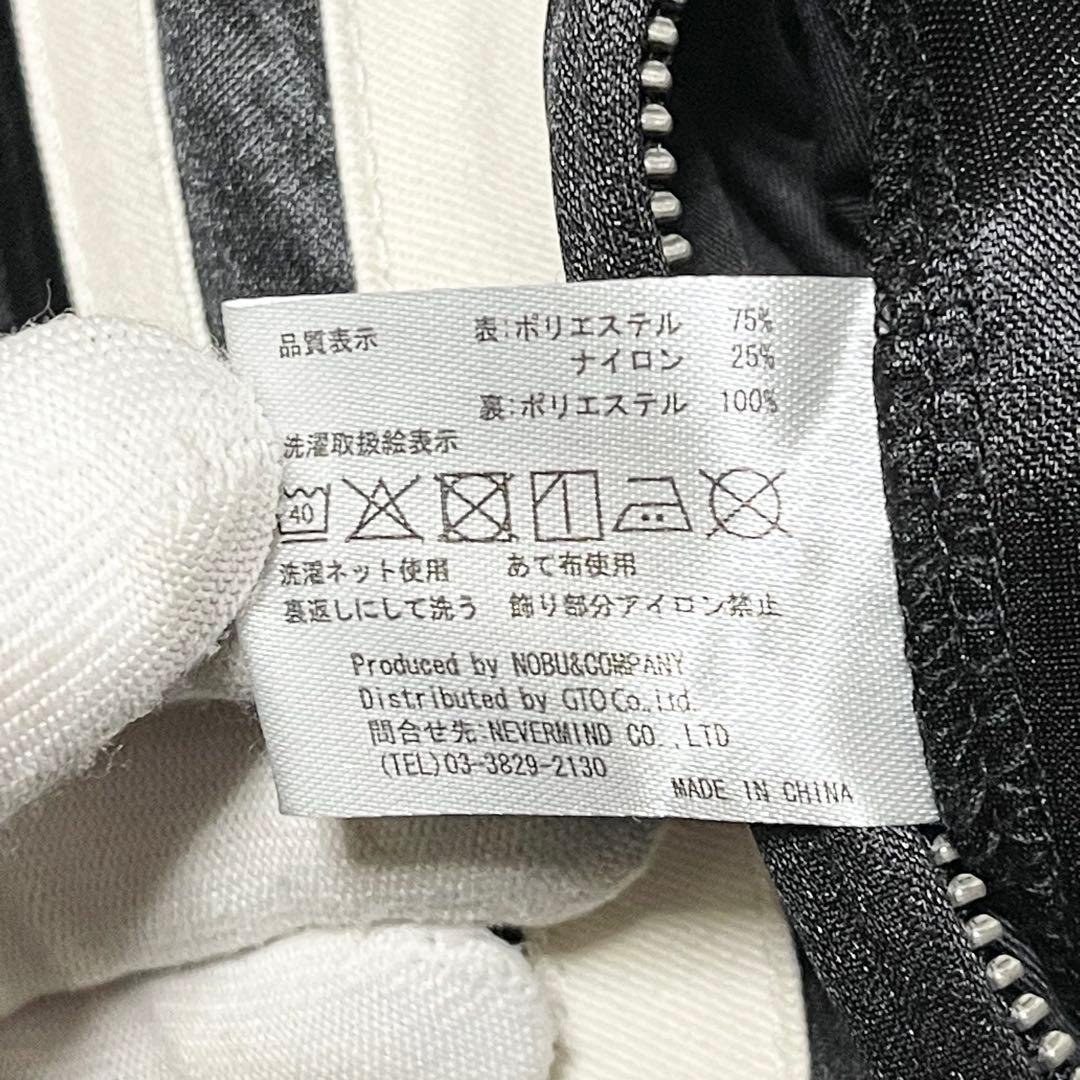 品質表示 表:ポリエステル 75%
ナイロン 25%
裏:ポリエステル 100%
洗濯取扱絵表示
40
洗濯ネット使用 あて布使用
裏返しにして洗う 飾り部分アイロン禁止
Produced by NOBU&COMPANY
Distributed by GTO Co.,Ltd.
問合せ先:NEVERMIND CO.,LTD
(TEL)03-3829-2130
MADE IN CHINA